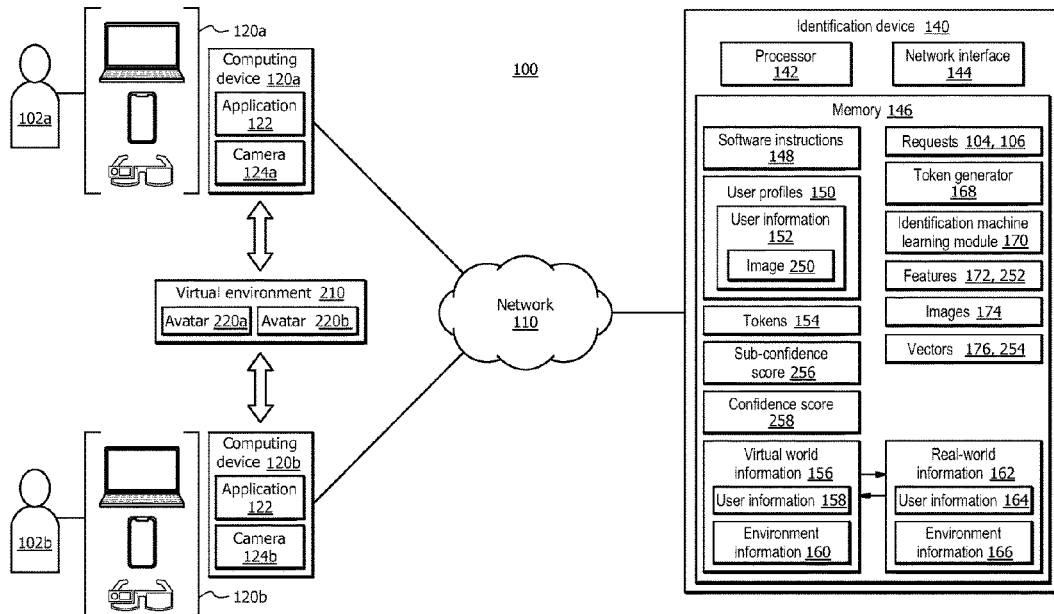 120a
102a
Computing
device 120a
Application
122
Camera
124a
100
Virtual environment 210
Avatar 220a
Avatar 220b
Network
110
102b
Computing
device 120b
Application
122
Camera
124b
120b
Identification device 140
Processor
142
Network interface
144
Memory 146
Software instructions
148
User profiles 150
User information
152
Image 250
Tokens 154
Sub-confidence
score 256
Confidence score
258
Requests 104, 106
Token generator
168
Identification machine
learning module 170
Features 172, 252
Images 174
Vectors 176, 254
Virtual world
information 156
User information 158
Environment
information 160
Real-world
information 162
User information 164
Environment
information 166